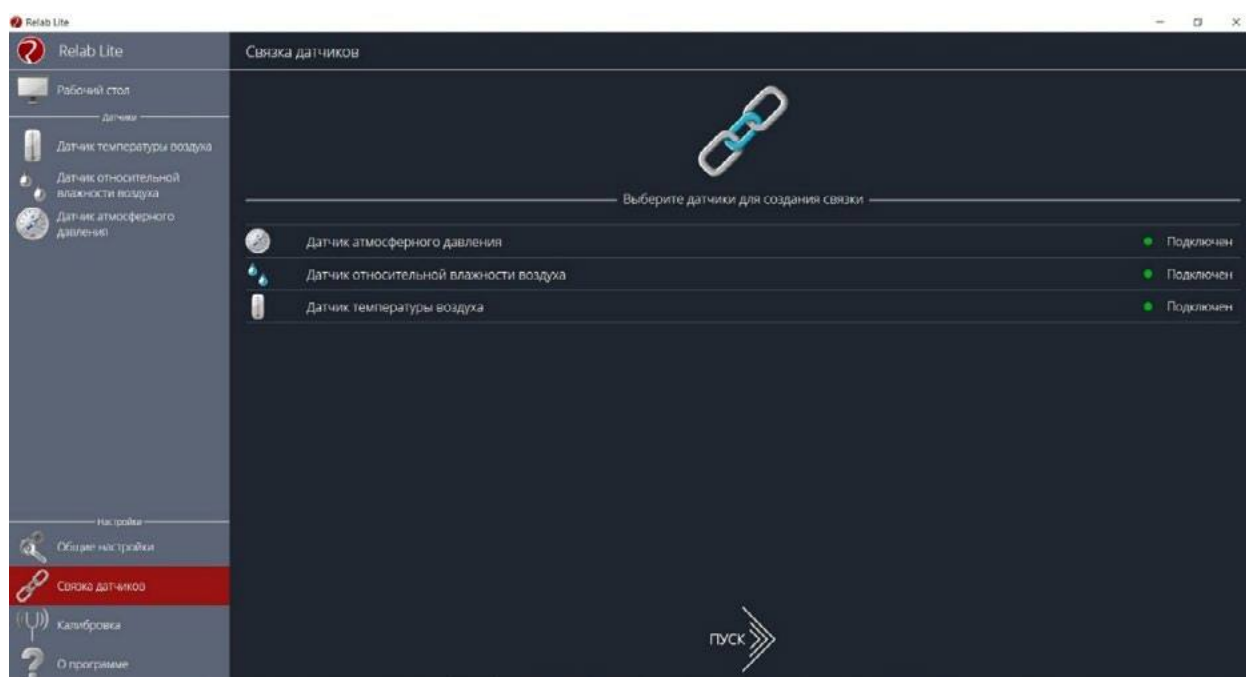 Relab Lite
Relab Lite
Связка датчиков
Рабочий стол
Датчики
Датчик температуры воздуха
Датчик относительной
влажности воздуха
Датчик атмосферного
давления
Выберите датчики для создания связки
Датчик атмосферного давления
Подключен
Датчик относительной влажности воздуха
Подключен
Датчик температуры воздуха
Подключен
Настройки
Общие настройки
Связка датчиков
Калибровка
О программе
ПУСК